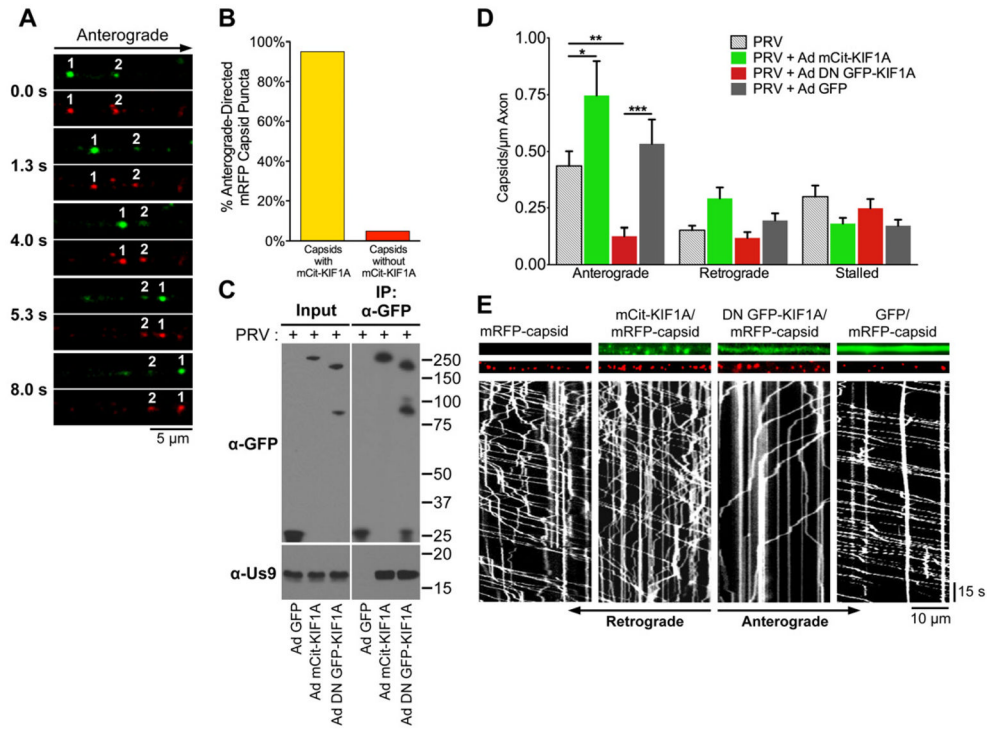 A
Anterograde
1
2
0.0 s
1
2
1
2
1.3 s
1
2
1
2
4.0 s
1
2
2
1
5.3 s
2
1
2
1
8.0 s
2
1
5 µm
B
% Anterograde-Directed
mRFP Capsid Puncta
100%
80%
60%
40%
20%
0%
Capsids
with
mCit-KIF1A
Capsids
without
mCit-KIF1A
C
Input
IP:
α-GFP
PRV :
+ + + + + +
α-GFP
250
150
100
75
50
37
25
20
15
α-Us9
Ad GFP
Ad mCit-KIF1A
Ad DN GFP-KIF1A
Ad GFP
Ad mCit-KIF1A
Ad DN GFP-KIF1A
D
Capsids/µm Axon
1.00
0.75
0.50
0.25
0.00
**
*
***
PRV
PRV + Ad mCit-KIF1A
PRV + Ad DN GFP-KIF1A
PRV + Ad GFP
Anterograde
Retrograde
Stalled
E
mRFP-capsid
mCit-KIF1A/
mRFP-capsid
DN GFP-KIF1A/
mRFP-capsid
GFP/
mRFP-capsid
15 s
10 µm
Retrograde
Anterograde